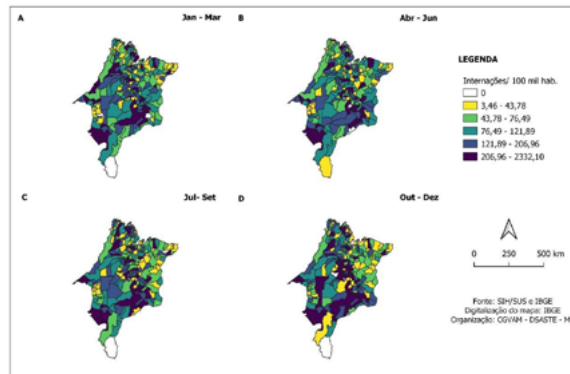 A
Jan - Mar
B
Abr - Jun
LEGENDA
Internações/ 100 mil hab.
0
3,46 - 43,78
43,78 - 76,49
76,49 - 121,89
121,89 - 206,96
206,96 - 2332,10
C
Jul- Set
D
Out - Dez
0 250 500 km
Fonte: SIH/SUS e IBGE
Digitalização do mapa: IBGE
Organização: CGVAM - DSASTE - M